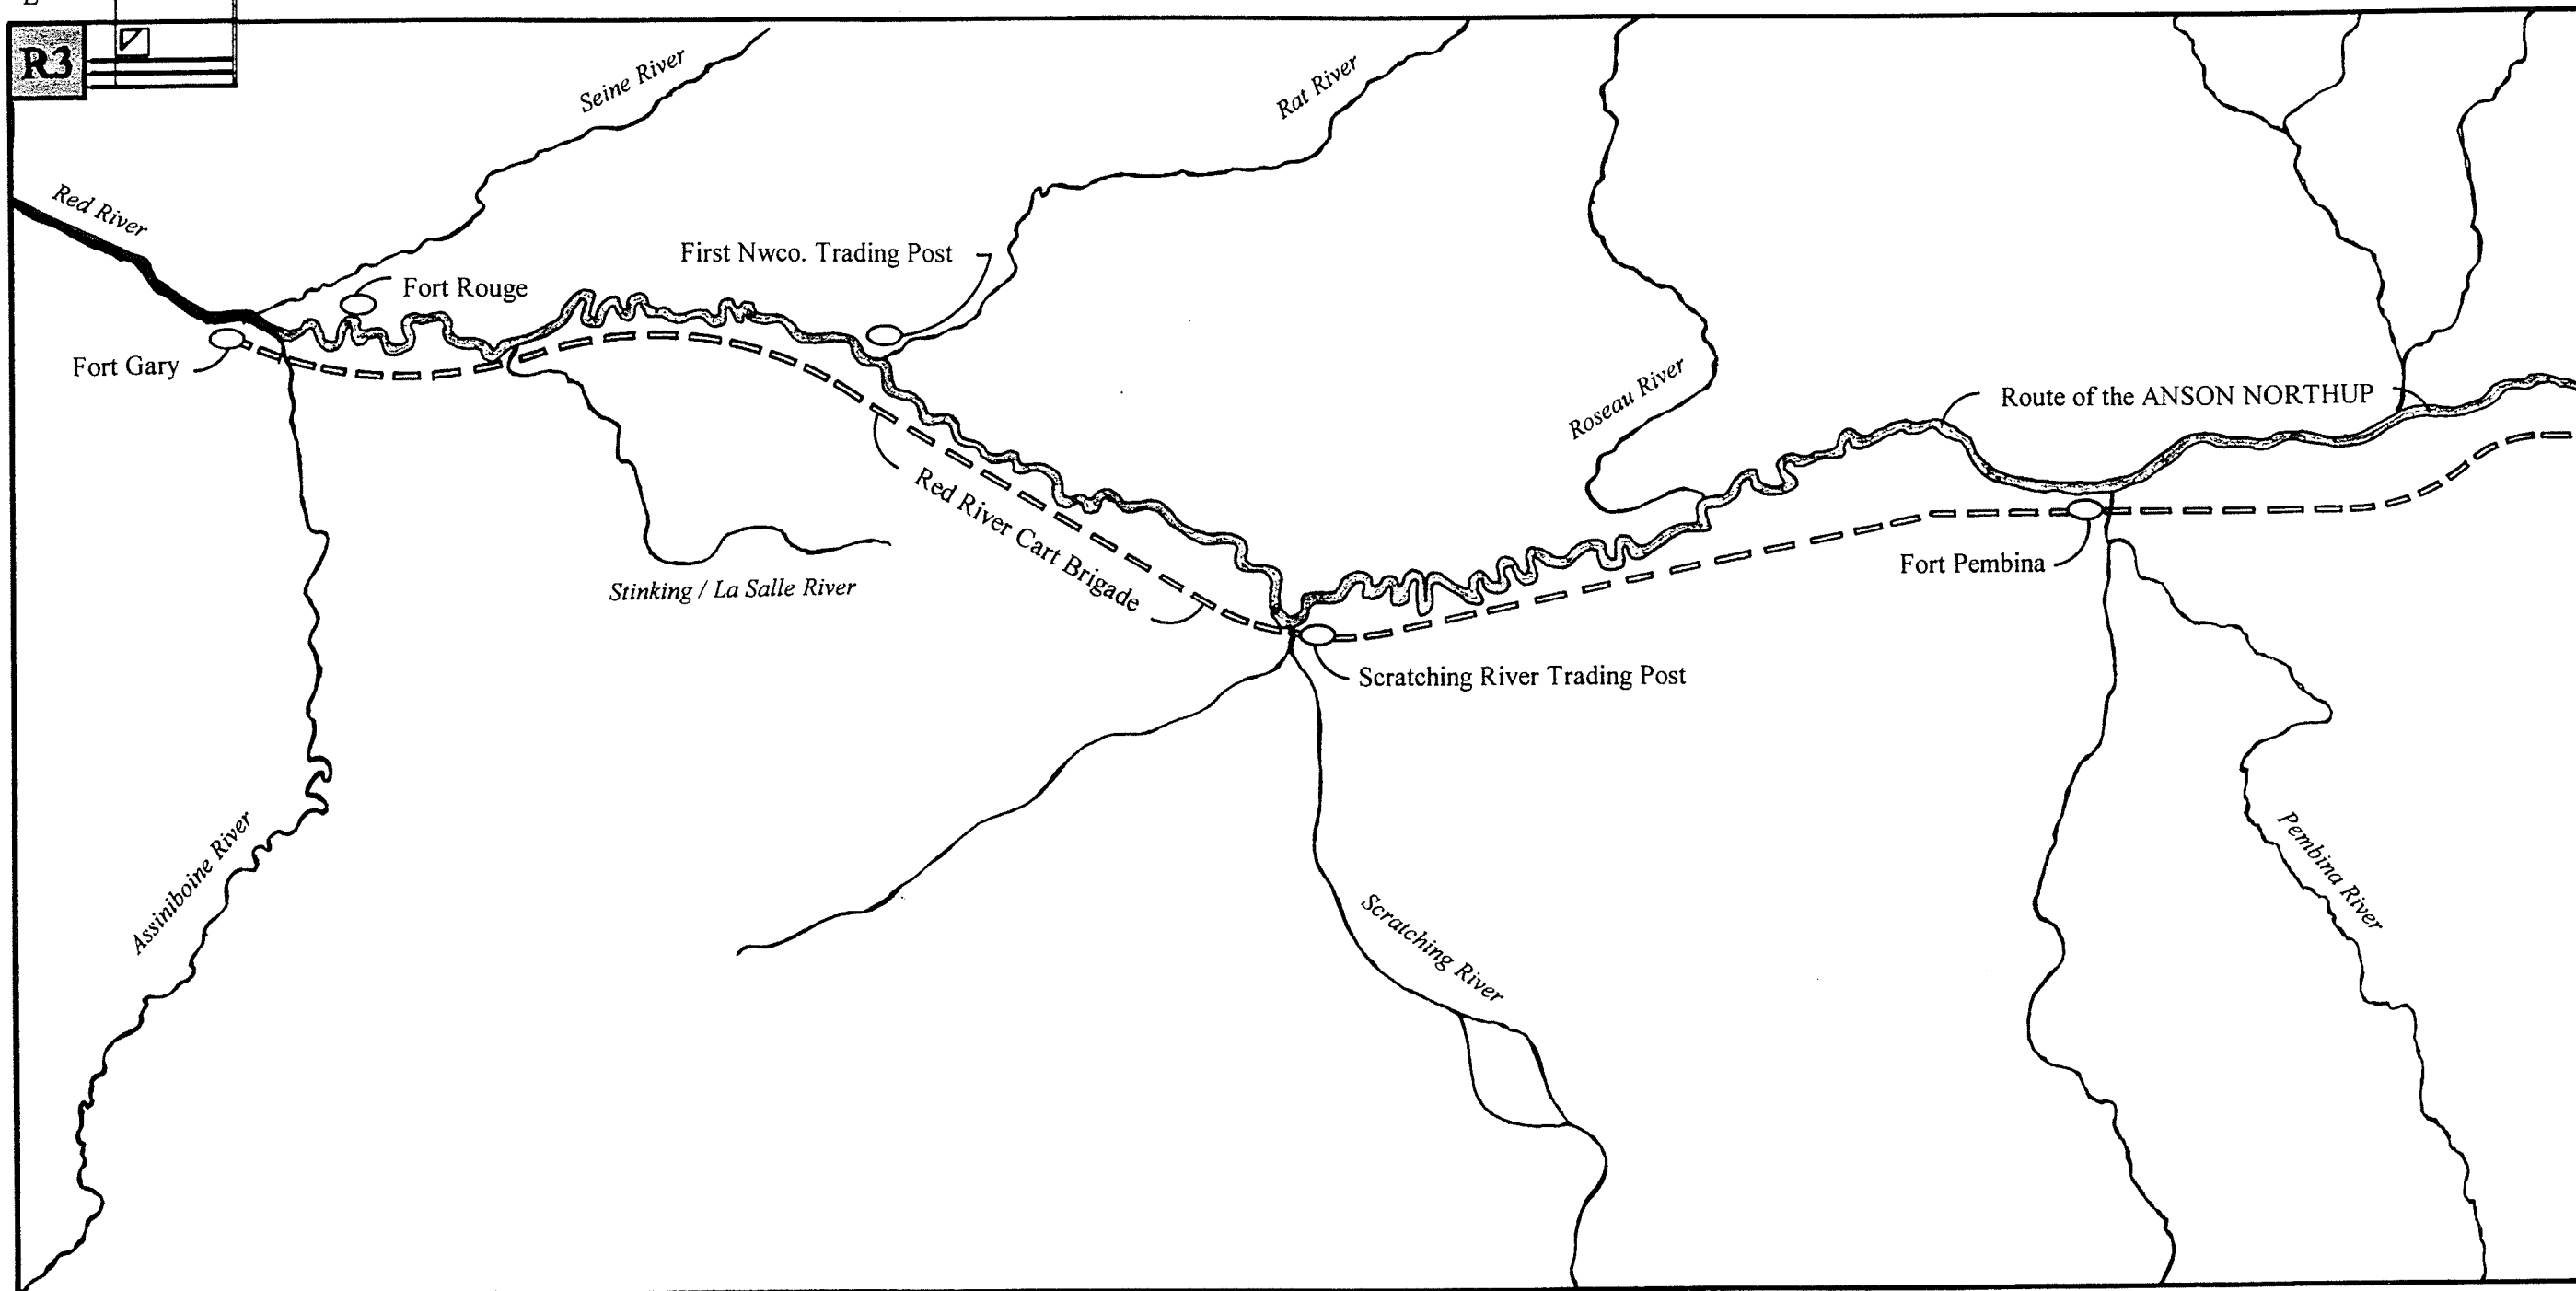 R3
Seine River
Rat River
Red River
First Nwco. Trading Post
Fort Rouge
Fort Gary
Roseau River
Route of the ANSON NORTHUP
Red River Cart Brigade
Fort Pembina
Stinking / La Salle River
Scratching River Trading Post
Assiniboine River
Pembina River
Scratching River